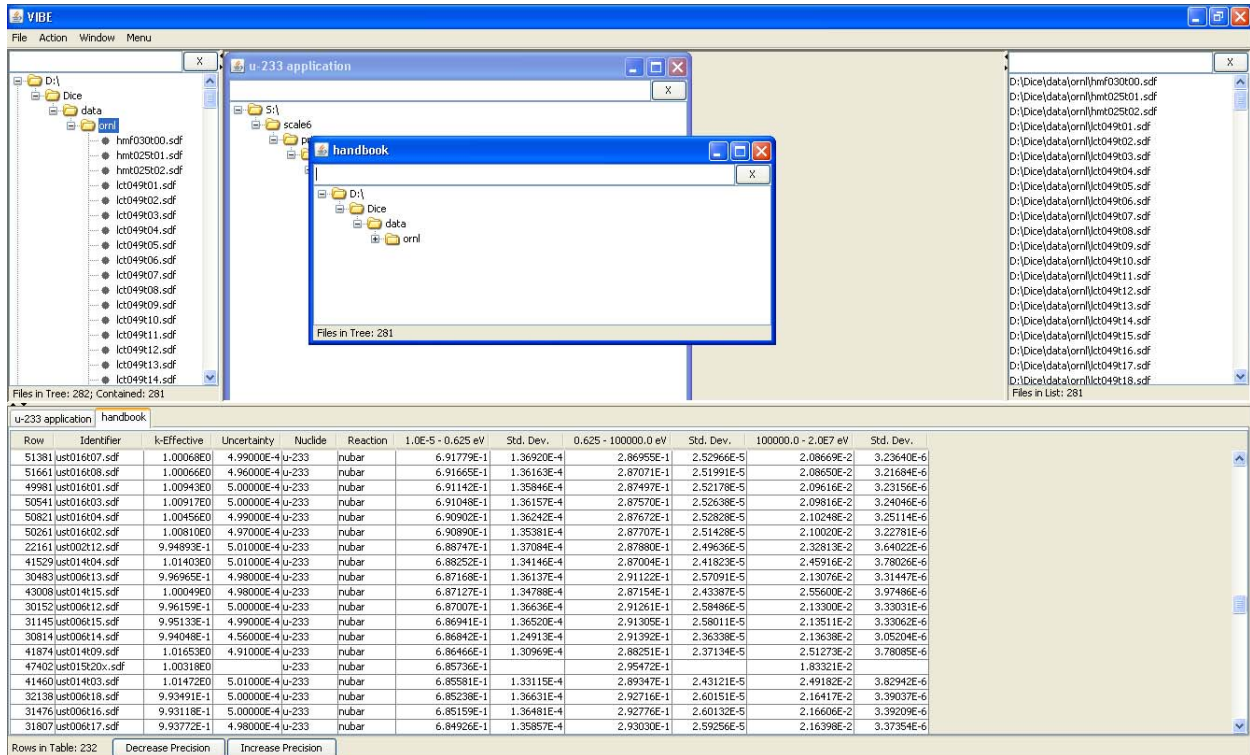 VIBE
File Action Window Menu
X
D:\
Dice
data
ornl
hmf030t00.sdf
hmt025t01.sdf
hmt025t02.sdf
lct049t01.sdf
lct049t02.sdf
lct049t03.sdf
lct049t04.sdf
lct049t05.sdf
lct049t06.sdf
lct049t07.sdf
lct049t08.sdf
lct049t09.sdf
lct049t10.sdf
lct049t11.sdf
lct049t12.sdf
lct049t13.sdf
lct049t14.sdf
Files in Tree: 282; Contained: 281
u-233 application
X
S:\
scale6
handbook
X
D:\
Dice
data
ornl
Files in Tree: 281
X
D:\Dice\data\ornl\hmf030t00.sdf
D:\Dice\data\ornl\hmt025t01.sdf
D:\Dice\data\ornl\hmt025t02.sdf
D:\Dice\data\ornl\lct049t01.sdf
D:\Dice\data\ornl\lct049t02.sdf
D:\Dice\data\ornl\lct049t03.sdf
D:\Dice\data\ornl\lct049t04.sdf
D:\Dice\data\ornl\lct049t05.sdf
D:\Dice\data\ornl\lct049t06.sdf
D:\Dice\data\ornl\lct049t07.sdf
D:\Dice\data\ornl\lct049t08.sdf
D:\Dice\data\ornl\lct049t09.sdf
D:\Dice\data\ornl\lct049t10.sdf
D:\Dice\data\ornl\lct049t11.sdf
D:\Dice\data\ornl\lct049t12.sdf
D:\Dice\data\ornl\lct049t13.sdf
D:\Dice\data\ornl\lct049t14.sdf
D:\Dice\data\ornl\lct049t15.sdf
D:\Dice\data\ornl\lct049t16.sdf
D:\Dice\data\ornl\lct049t17.sdf
D:\Dice\data\ornl\lct049t18.sdf
Files in List: 281
u-233 application handbook
Row Identifier k-Effective Uncertainty Nuclide Reaction 1.0E-5 - 0.625 eV Std. Dev. 0.625 - 100000.0 eV Std. Dev. 100000.0 - 2.0E7 eV Std. Dev.
51381 ust016t07.sdf 1.00068E0 4.99000E-4 u-233 nubar 6.91779E-1 1.36920E-4 2.86955E-1 2.52966E-5 2.08669E-2 3.23640E-6
51661 ust016t08.sdf 1.00066E0 4.96000E-4 u-233 nubar 6.91665E-1 1.36163E-4 2.87071E-1 2.51991E-5 2.08650E-2 3.21684E-6
49981 ust016t01.sdf 1.00943E0 5.00000E-4 u-233 nubar 6.91142E-1 1.35846E-4 2.87497E-1 2.52178E-5 2.09616E-2 3.23156E-6
50541 ust016t03.sdf 1.00917E0 5.00000E-4 u-233 nubar 6.91048E-1 1.36157E-4 2.87570E-1 2.52638E-5 2.09816E-2 3.24046E-6
50821 ust016t04.sdf 1.00456E0 4.99000E-4 u-233 nubar 6.90902E-1 1.36242E-4 2.87672E-1 2.52828E-5 2.10248E-2 3.25114E-6
50261 ust016t02.sdf 1.00810E0 4.97000E-4 u-233 nubar 6.90890E-1 1.35381E-4 2.87707E-1 2.51428E-5 2.10020E-2 3.22781E-6
22161 ust002t12.sdf 9.94893E-1 5.01000E-4 u-233 nubar 6.88747E-1 1.37084E-4 2.87880E-1 2.49636E-5 2.32813E-2 3.64022E-6
41529 ust014t04.sdf 1.01403E0 5.01000E-4 u-233 nubar 6.88252E-1 1.34146E-4 2.87004E-1 2.41823E-5 2.45916E-2 3.78026E-6
30483 ust006t13.sdf 9.96965E-1 4.98000E-4 u-233 nubar 6.87168E-1 1.36137E-4 2.91122E-1 2.57091E-5 2.13076E-2 3.31447E-6
43008 ust014t15.sdf 1.00049E0 4.98000E-4 u-233 nubar 6.87127E-1 1.34788E-4 2.87154E-1 2.43387E-5 2.55600E-2 3.97486E-6
30152 ust006t12.sdf 9.96159E-1 5.00000E-4 u-233 nubar 6.87007E-1 1.36636E-4 2.91261E-1 2.58486E-5 2.13300E-2 3.33031E-6
31145 ust006t15.sdf 9.95133E-1 4.99000E-4 u-233 nubar 6.86941E-1 1.36520E-4 2.91305E-1 2.58011E-5 2.13511E-2 3.33062E-6
30814 ust006t14.sdf 9.94048E-1 4.56000E-4 u-233 nubar 6.86842E-1 1.24913E-4 2.91392E-1 2.36338E-5 2.13638E-2 3.05204E-6
41874 ust014t09.sdf 1.01653E0 4.91000E-4 u-233 nubar 6.86466E-1 1.30969E-4 2.88251E-1 2.37134E-5 2.51273E-2 3.78085E-6
47402 ust015t20x.sdf 1.00318E0 u-233 nubar 6.85736E-1 2.95472E-1 1.83321E-2
41460 ust014t03.sdf 1.01472E0 5.01000E-4 u-233 nubar 6.85581E-1 1.33115E-4 2.89347E-1 2.43121E-5 2.49182E-2 3.82942E-6
32138 ust006t18.sdf 9.93491E-1 5.00000E-4 u-233 nubar 6.85238E-1 1.36631E-4 2.92716E-1 2.60151E-5 2.16417E-2 3.39037E-6
31476 ust006t16.sdf 9.93118E-1 5.00000E-4 u-233 nubar 6.85159E-1 1.36481E-4 2.92776E-1 2.60132E-5 2.16606E-2 3.39209E-6
31807 ust006t17.sdf 9.93772E-1 4.98000E-4 u-233 nubar 6.84926E-1 1.35857E-4 2.93030E-1 2.59256E-5 2.16398E-2 3.37354E-6
Rows in Table: 232 Decrease Precision Increase Precision